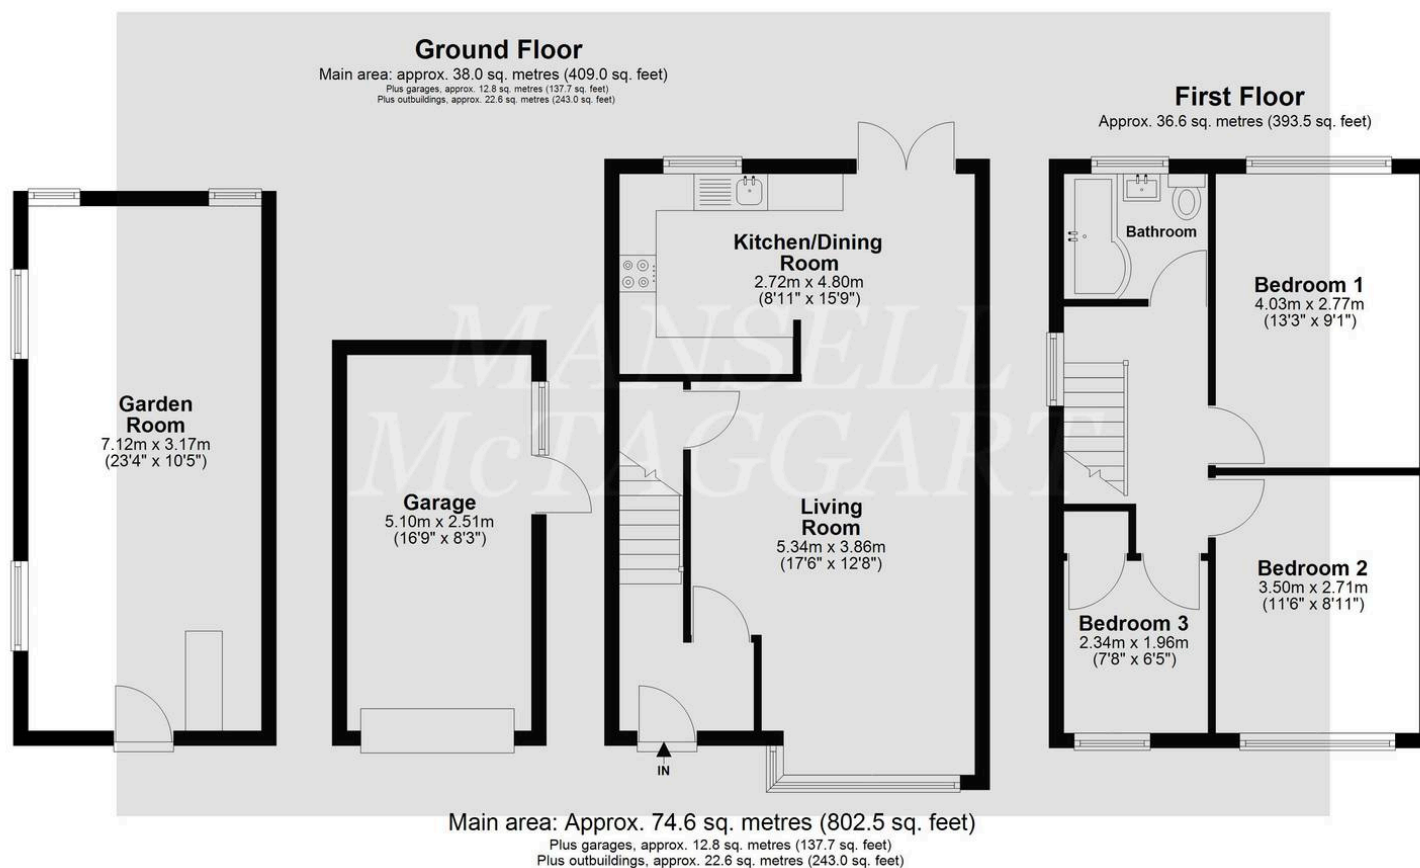 Ground Floor
Main area: approx. 38.0 sq. metres (409.0 sq. feet)
Plus garages, approx. 12.8 sq. metres (137.7 sq. feet)
Plus outbuildings, approx. 22.6 sq. metres (243.0 sq. feet)
First Floor
Approx. 36.6 sq. metres (393.5 sq. feet)
Garden
Room
7.12m x 3.17m
(23'4" x 10'5")
Garage
5.10m x 2.51m
(16'9" x 8'3")
Kitchen/Dining
Room
2.72m x 4.80m
(8'11" x 15'9")
Living
Room
5.34m x 3.86m
(17'6" x 12'8")
IN
Bathroom
Bedroom 1
4.03m x 2.77m
(13'3" x 9'1")
Bedroom 2
3.50m x 2.71m
(11'6" x 8'11")
Bedroom 3
2.34m x 1.96m
(7'8" x 6'5")
MANSELL
McTAGGART
Main area: Approx. 74.6 sq. metres (802.5 sq. feet)
Plus garages, approx. 12.8 sq. metres (137.7 sq. feet)
Plus outbuildings, approx. 22.6 sq. metres (243.0 sq. feet)